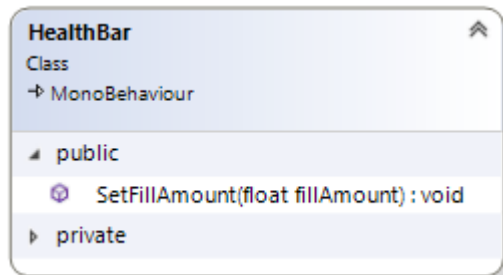 HealthBar
Class
MonoBehaviour
public
SetFillAmount(float fillAmount) : void
private